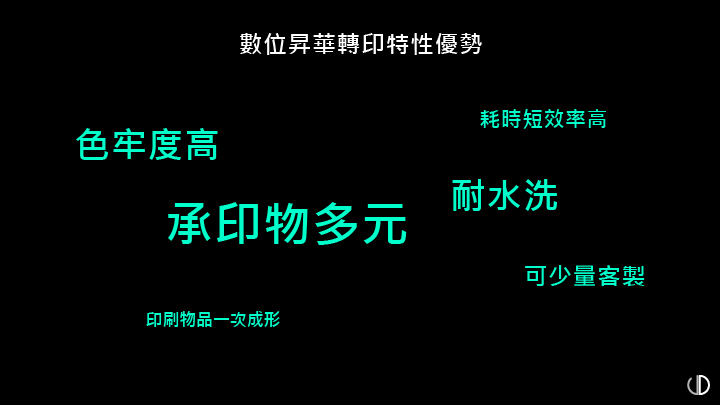 數位昇華轉印特性優勢
耗時短效率高
色牢度高
耐水洗
承印物多元
可少量客製
印刷物品一次成形